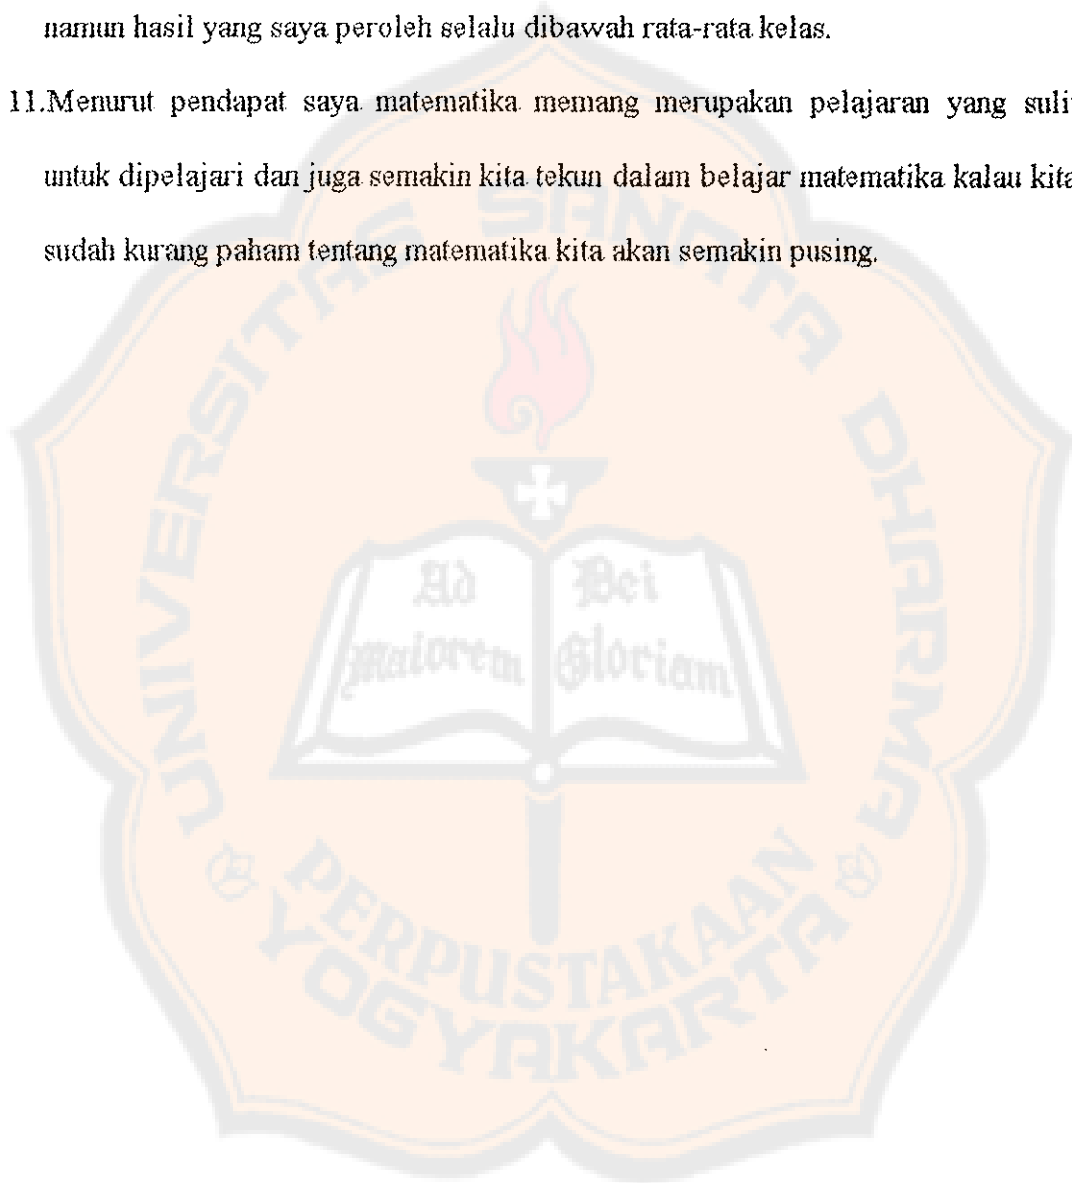 namun hasil yang saya peroleh selalu dibawah rata-rata kelas.
11.Menurut pendapat saya matematika memang merupakan pelajaran yang suli
untuk dipelajari dan juga semakin kita tekun dalam belajar matematika kalau kita
sudah kurang paham tentang matematika kita akan semakin pusing.
UNIVERSITAS SANATA DHARMA
Ad Dei
Maiorem Gloriam
PERPUSTAKAAN
YOGYAKARTA